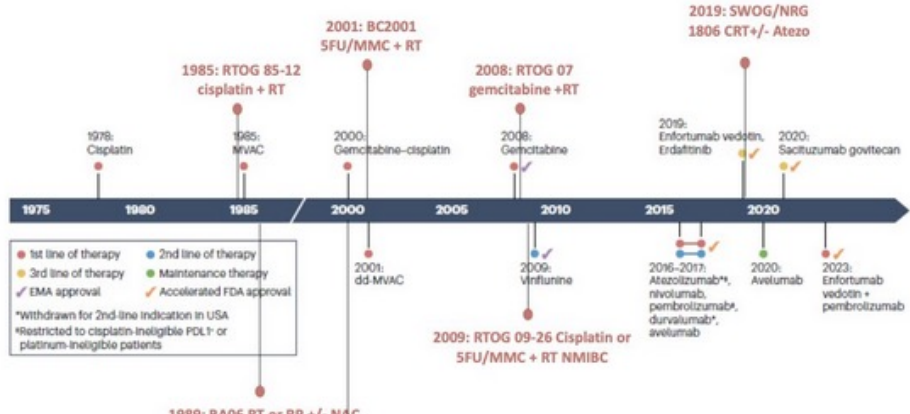 2019: SWOG/NRG
1806 CRT+/- Atezo
2001: BC2001
5FU/MMC + RT
1985: RTOG 85-12
cisplatin + RT
2008: RTOG 07
gemcitabine +RT
1978:
Cisplatin
1985:
MVAC
2000:
Gemcitabine–cisplatin
2008:
Gemcitabine
2019:
Enfortumab vedotin,
Erdafitinib
2020:
Sacituzumab govitecan
1975 1980 1985 2000 2005 2010 2015 2020
1st line of therapy 2nd line of therapy
3rd line of therapy Maintenance therapy
EMA approval Accelerated FDA approval
*Withdrawn for 2nd-line indication in USA
#Restricted to cisplatin-ineligible PDL1+ or
platinum-ineligible patients
2001:
dd-MVAC
2009:
Vinflunine
2016–2017:
Atezolizumab*#,
nivolumab,
pembrolizumab#,
durvalumab*,
avelumab
2020:
Avelumab
2023:
Enfortumab
vedotin +
pembrolizumab
2009: RTOG 09-26 Cisplatin or
5FU/MMC + RT NMIBC